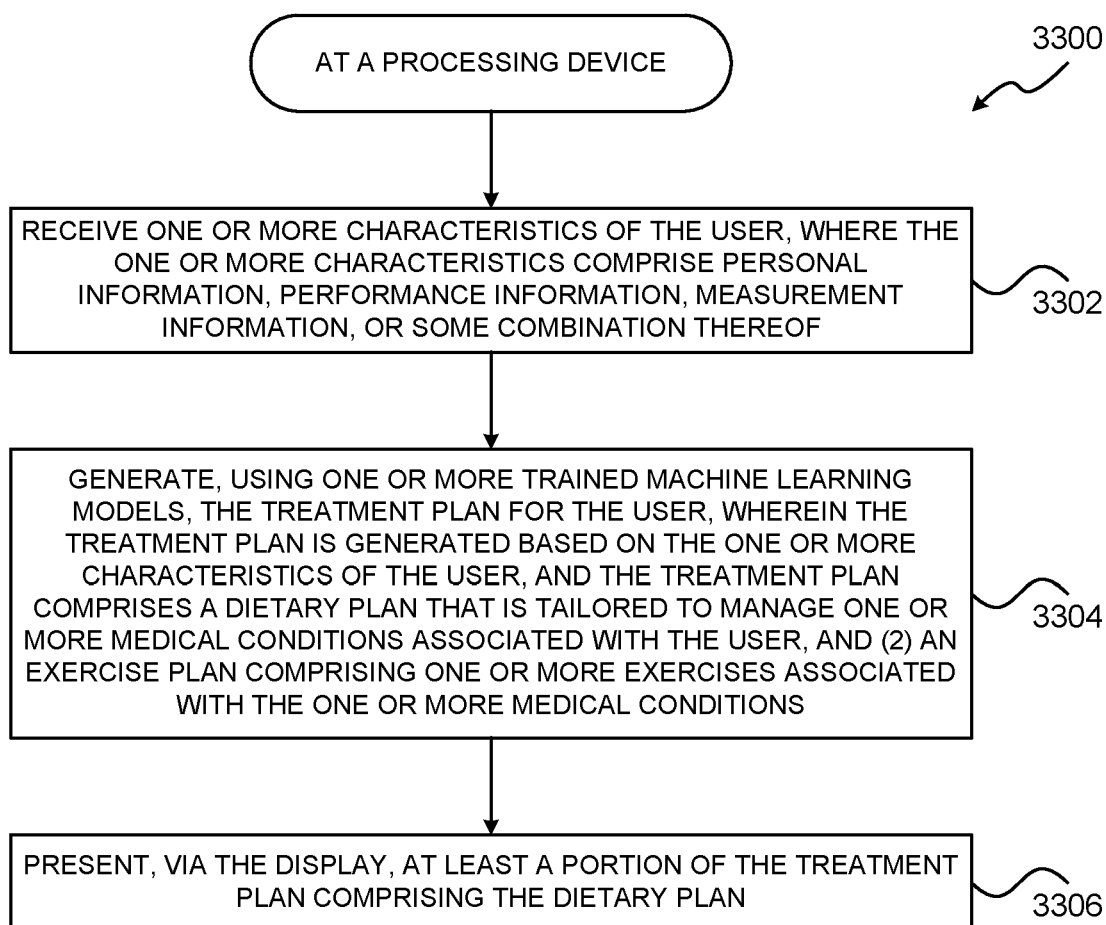 AT A PROCESSING DEVICE
3300
RECEIVE ONE OR MORE CHARACTERISTICS OF THE USER, WHERE THE
ONE OR MORE CHARACTERISTICS COMPRISE PERSONAL
INFORMATION, PERFORMANCE INFORMATION, MEASUREMENT
INFORMATION, OR SOME COMBINATION THEREOF
3302
GENERATE, USING ONE OR MORE TRAINED MACHINE LEARNING
MODELS, THE TREATMENT PLAN FOR THE USER, WHEREIN THE
TREATMENT PLAN IS GENERATED BASED ON THE ONE OR MORE
CHARACTERISTICS OF THE USER, AND THE TREATMENT PLAN
COMPRISES A DIETARY PLAN THAT IS TAILORED TO MANAGE ONE OR
MORE MEDICAL CONDITIONS ASSOCIATED WITH THE USER, AND (2) AN
EXERCISE PLAN COMPRISING ONE OR MORE EXERCISES ASSOCIATED
WITH THE ONE OR MORE MEDICAL CONDITIONS
3304
PRESENT, VIA THE DISPLAY, AT LEAST A PORTION OF THE TREATMENT
PLAN COMPRISING THE DIETARY PLAN
3306